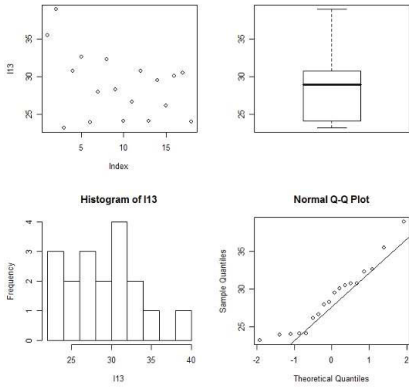 I13
25 30 35
5 10 15
Index
25 30 35
Histogram of I13
Frequency
0 1 2 3 4
25 30 35 40
I13
Normal Q-Q Plot
Sample Quantiles
25 30 35
-2 -1 0 1 2
Theoretical Quantiles